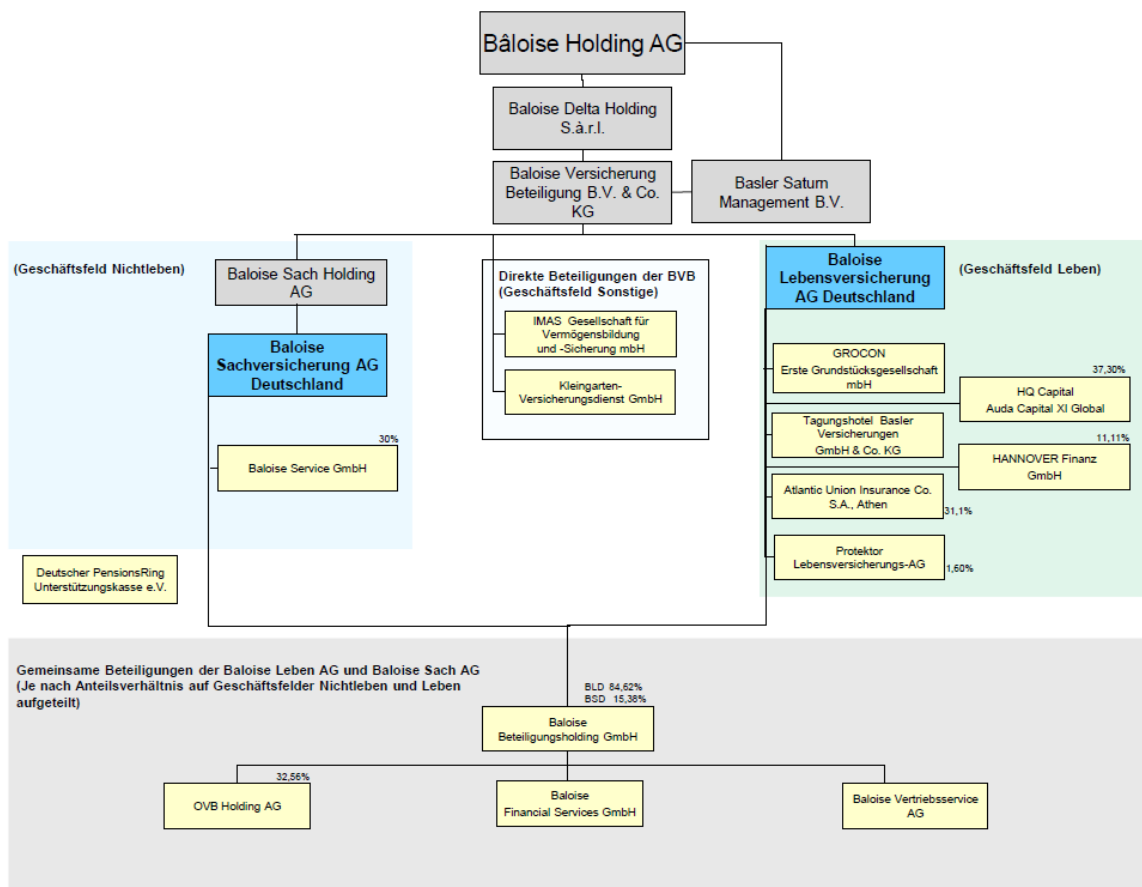 Bâloise Holding AG
Baloise Delta Holding
S.à.r.l.
Baloise Versicherung
Beteiligung B.V. & Co.
KG
Basler Saturn
Management B.V.
(Geschäftsfeld Nichtleben)
Baloise Sach Holding
AG
Baloise
Sachversicherung AG
Deutschland
30%
Baloise Service GmbH
Direkte Beteiligungen der BVB
(Geschäftsfeld Sonstige)
IMAS Gesellschaft für
Vermögensbildung
und -Sicherung mbH
Kleingarten-
Versicherungsdienst GmbH
Baloise
Lebensversicherung
AG Deutschland
(Geschäftsfeld Leben)
GROCON
Erste Grundstücksgesellschaft
mbH
37,30%
HQ Capital
Auda Capital XI Global
Tagungshotel Basler
Versicherungen
GmbH & Co. KG
11,11%
HANNOVER Finanz
GmbH
Atlantic Union Insurance Co.
S.A., Athen
31,1%
Protektor
Lebensversicherungs-AG
1,60%
Deutscher PensionsRing
Unterstützungskasse e.V.
Gemeinsame Beteiligungen der Baloise Leben AG und Baloise Sach AG
(Je nach Anteilsverhältnis auf Geschäftsfelder Nichtleben und Leben
aufgeteilt)
BLD 84,62%
BSD 15,38%
Baloise
Beteiligungsholding GmbH
32,56%
OVB Holding AG
Baloise
Financial Services GmbH
Baloise Vertriebsservice
AG